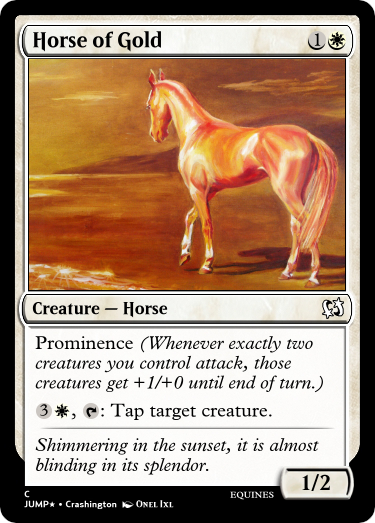 Horse of Gold 1
Creature — Horse
Prominence (Whenever exactly two
creatures you control attack, those
creatures get +1/+0 until end of turn.)
3, : Tap target creature.
Shimmering in the sunset, it is almost
blinding in its splendor.
1/2
C
EQUINES
JUMP★ • Crashington Onel Ixl